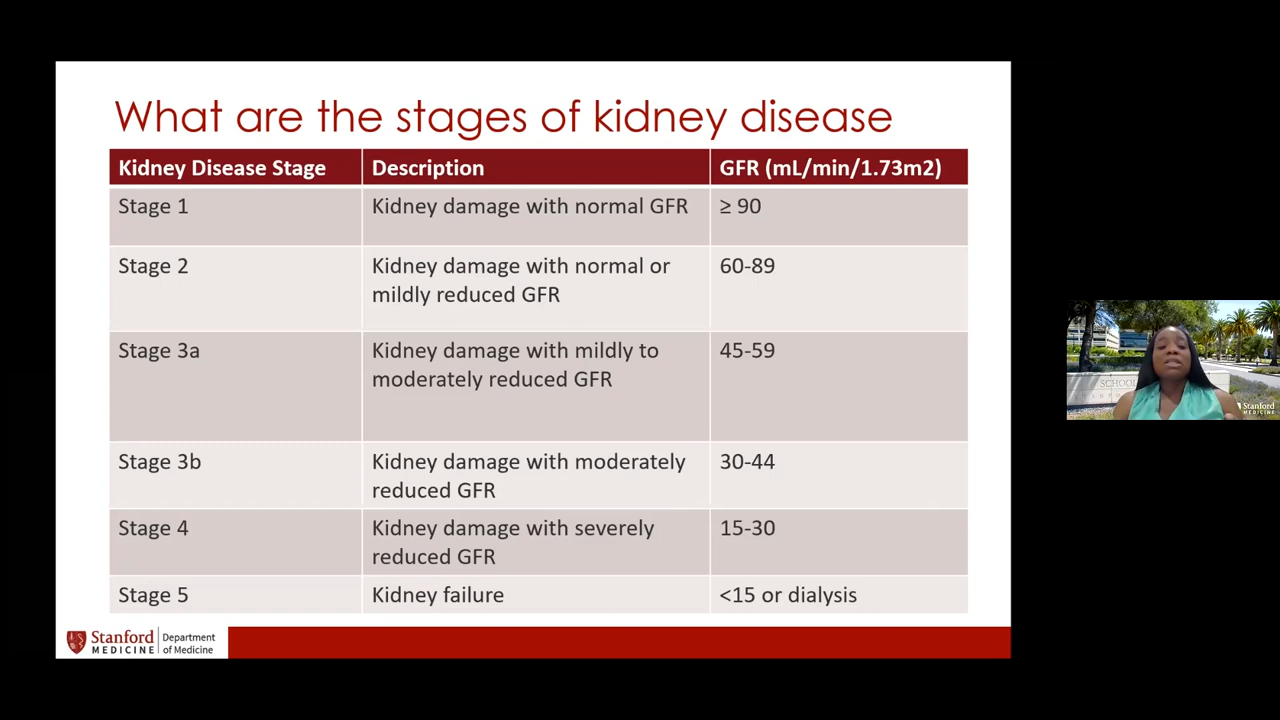 What are the stages of kidney disease
Kidney Disease Stage Description GFR (mL/min/1.73m2)
Stage 1 Kidney damage with normal GFR ≥ 90
Stage 2 Kidney damage with normal or 60-89
mildly reduced GFR
Stage 3a Kidney damage with mildly to 45-59
moderately reduced GFR
Stage 3b Kidney damage with moderately 30-44
reduced GFR
Stage 4 Kidney damage with severely 15-30
reduced GFR
Stage 5 Kidney failure <15 or dialysis
Stanford Department
MEDICINE of Medicine
SCHOOL
Stanford
MEDICINE